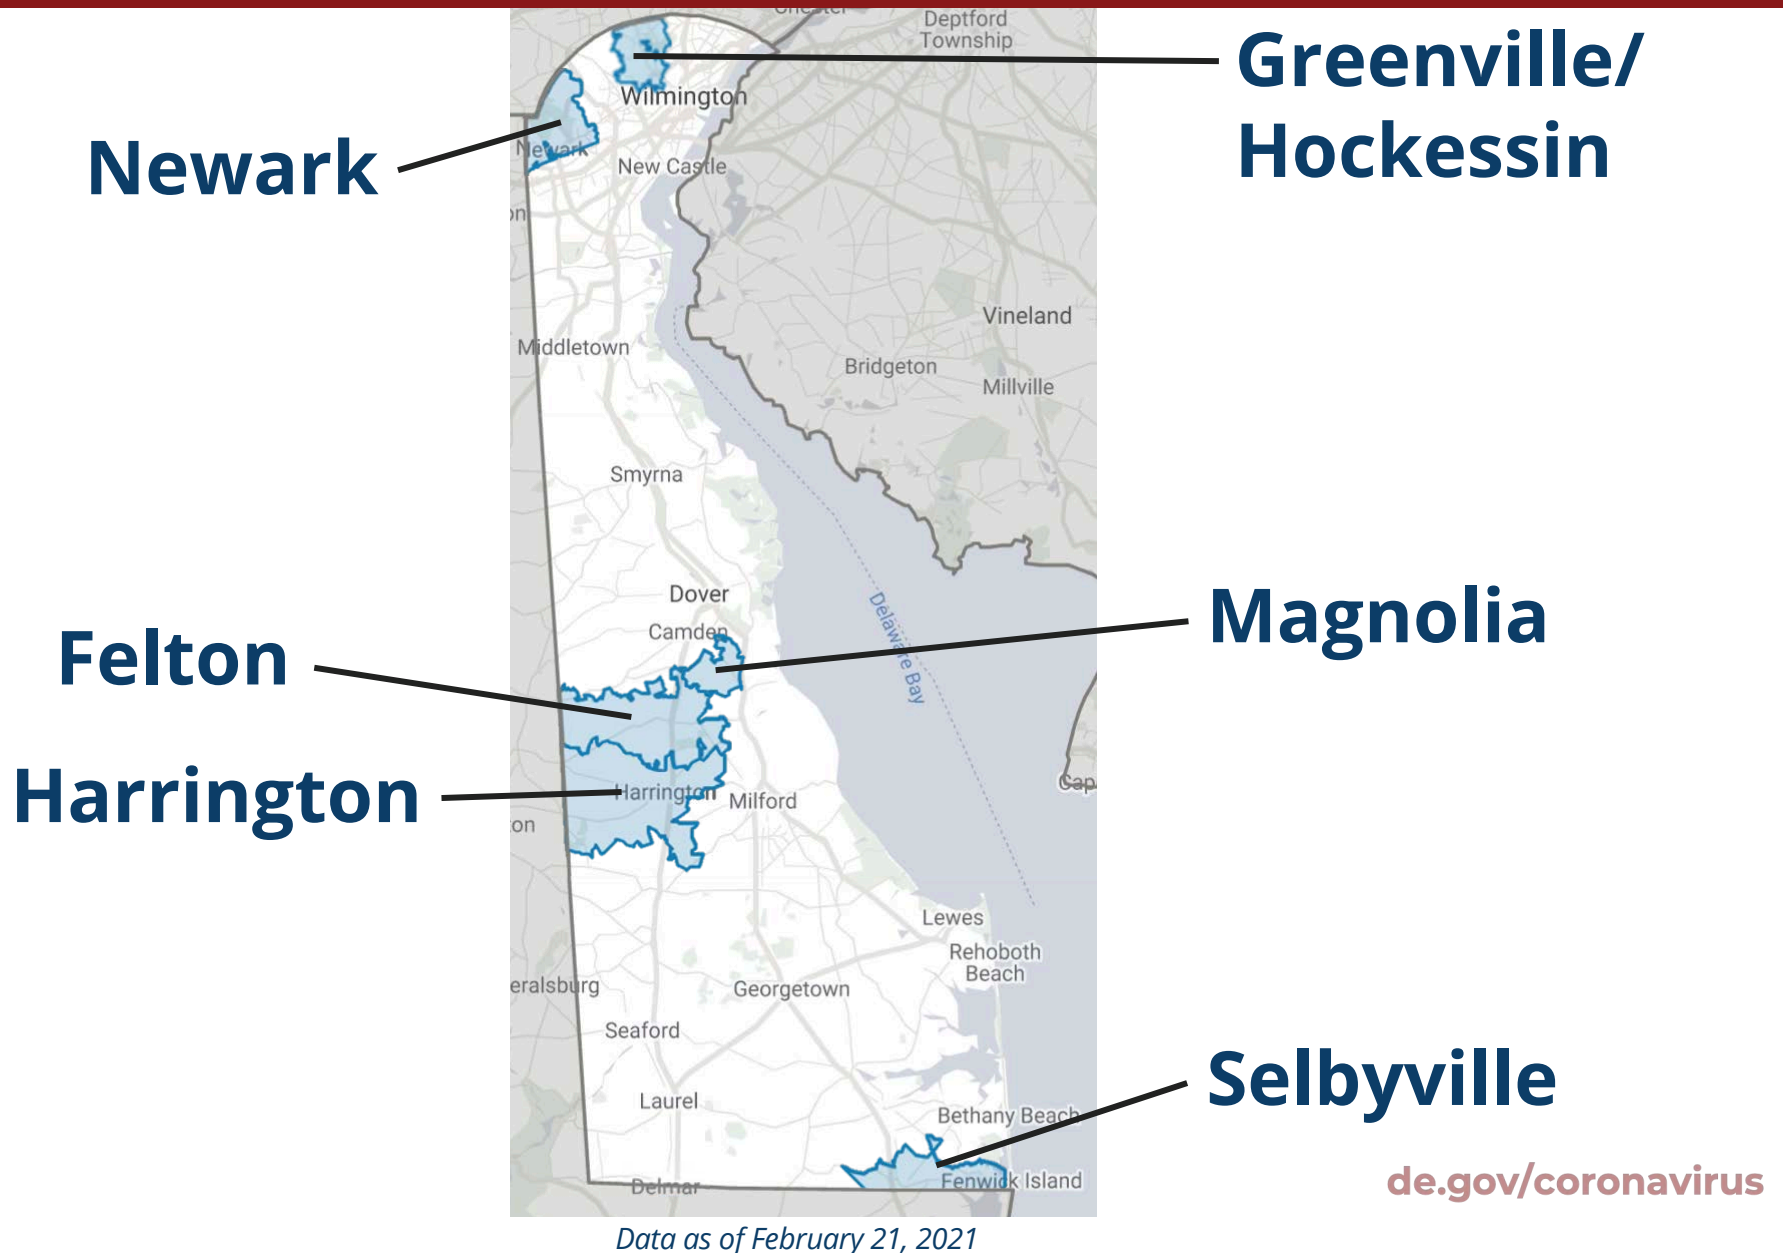 Deptford
Township
Greenville/
Hockessin
Wilmington
Newark
Newark
New Castle
Vineland
Middletown
Bridgeton
Millville
Smyrna
Dover
Camden
Delaware Bay
Magnolia
Felton
Harrington
Harrington
Milford
Lewes
Rehoboth
Beach
eralsburg
Georgetown
Seaford
Selbyville
Laurel
Bethany Beach
Fenwick Island
Delmar
de.gov/coronavirus
Data as of February 21, 2021